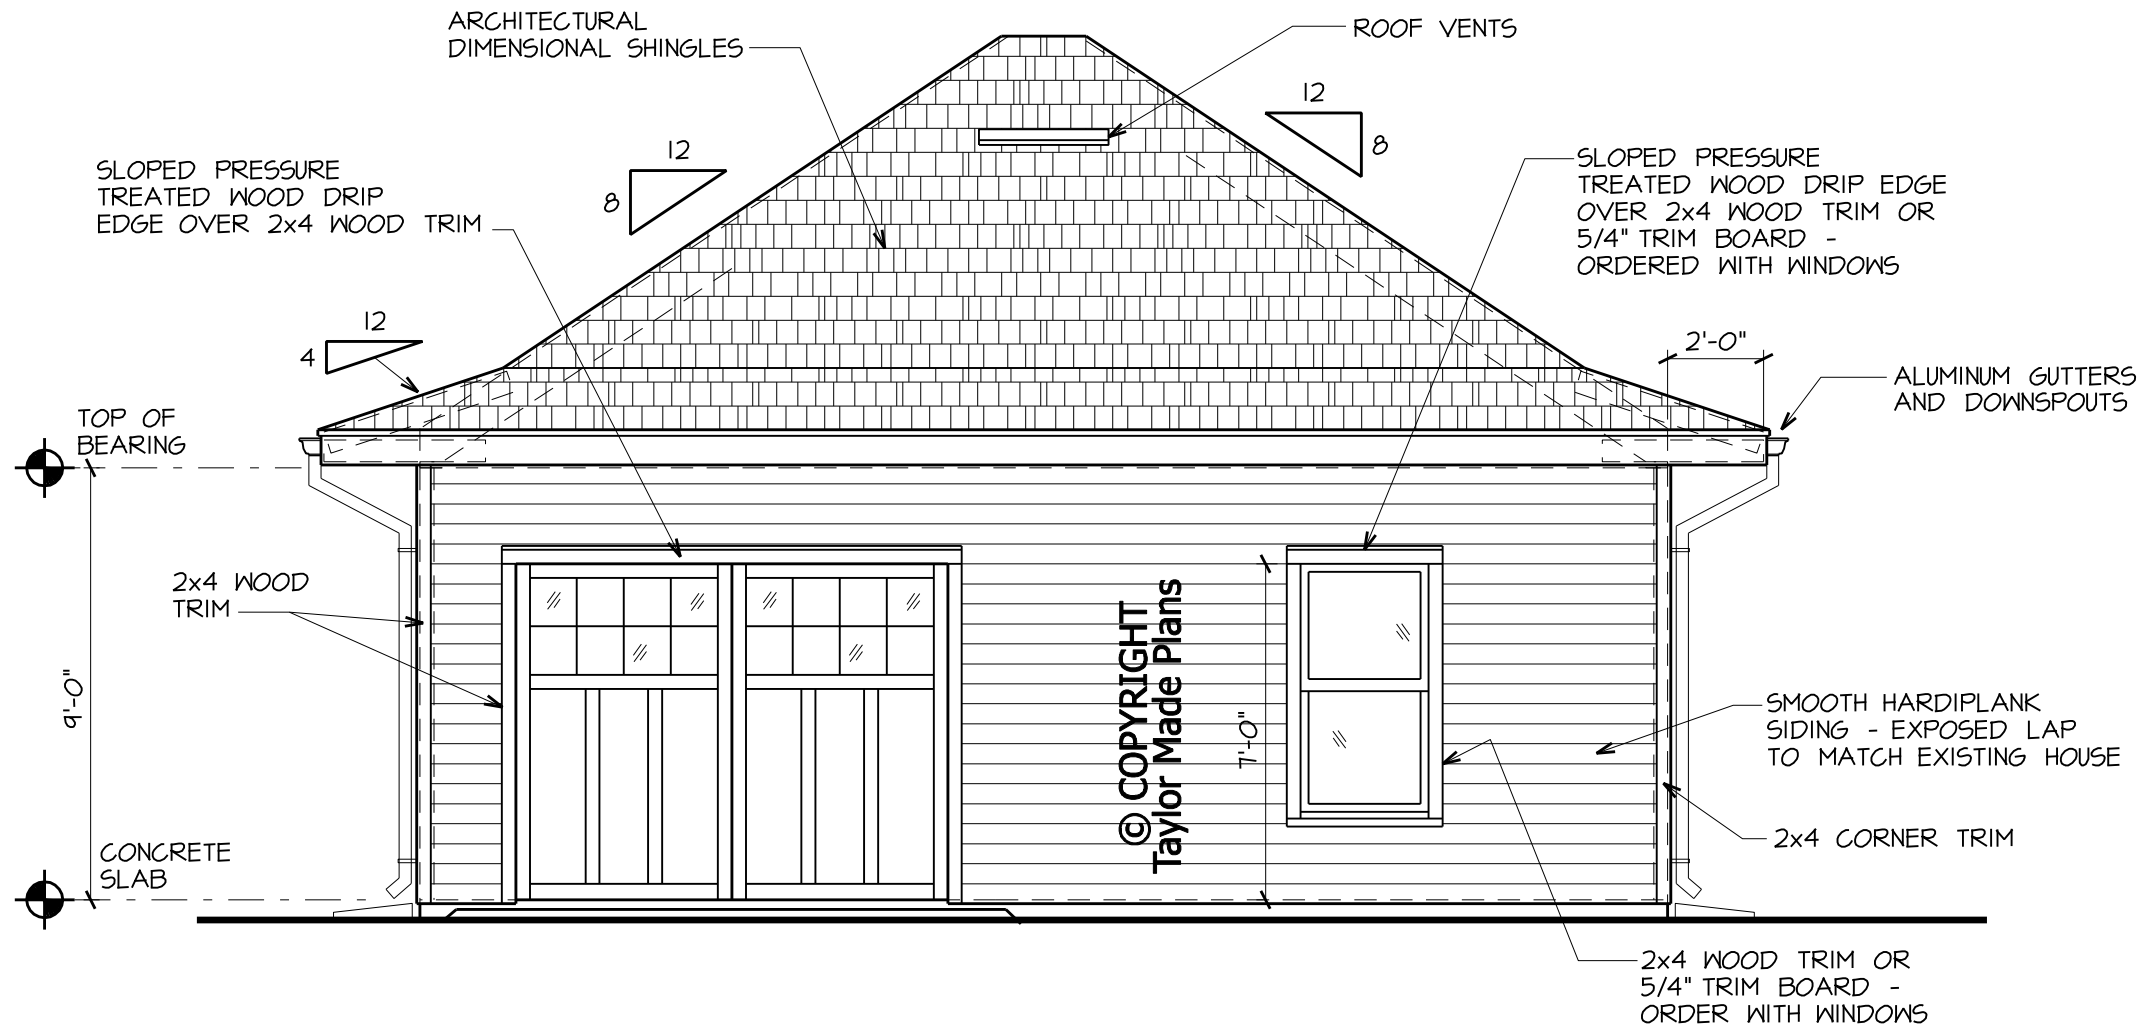 ARCHITECTURAL
DIMENSIONAL SHINGLES
ROOF VENTS
12
8
12
8
SLOPED PRESSURE
TREATED WOOD DRIP
EDGE OVER 2x4 WOOD TRIM
SLOPED PRESSURE
TREATED WOOD DRIP EDGE
OVER 2x4 WOOD TRIM OR
5/4" TRIM BOARD -
ORDERED WITH WINDOWS
12
4
2'-0"
ALUMINUM GUTTERS
AND DOWNSPOUTS
TOP OF
BEARING
2x4 WOOD
TRIM
9'-0"
© COPYRIGHT
Taylor Made Plans
7'-0"
SMOOTH HARDIPLANK
SIDING - EXPOSED LAP
TO MATCH EXISTING HOUSE
2x4 CORNER TRIM
CONCRETE
SLAB
2x4 WOOD TRIM OR
5/4" TRIM BOARD -
ORDER WITH WINDOWS